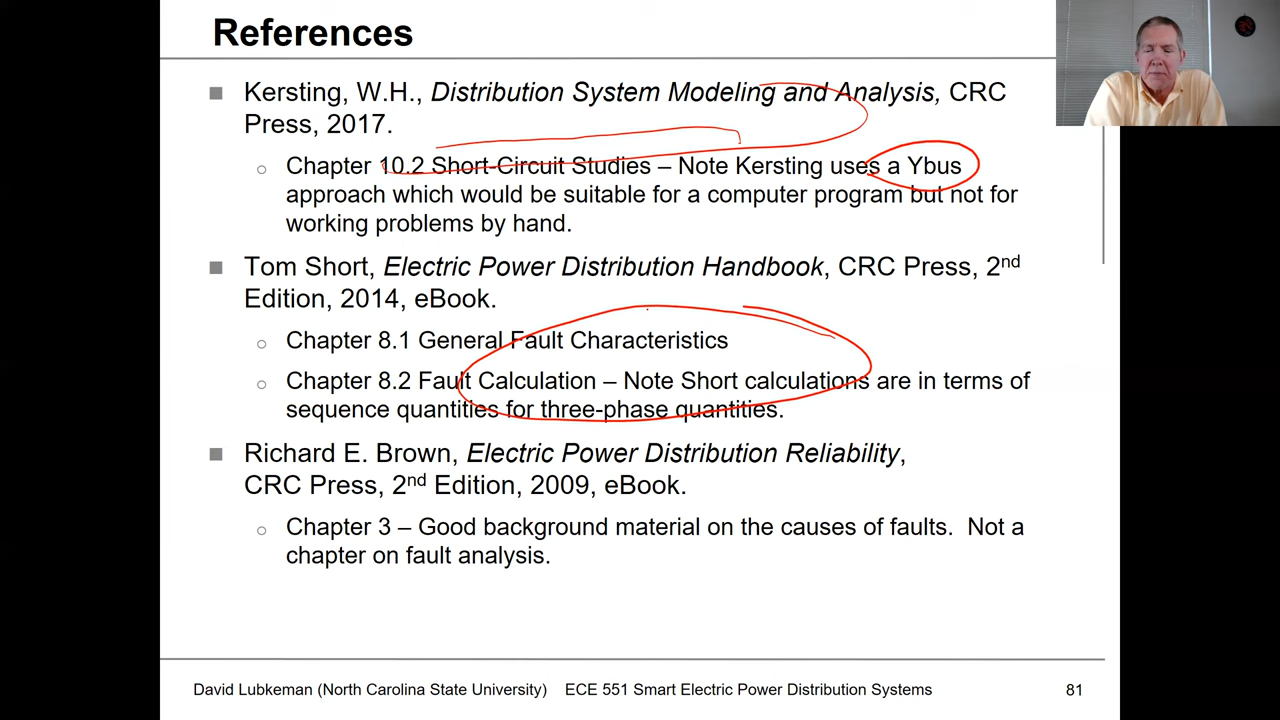 References
Kersting, W.H., Distribution System Modeling and Analysis, CRC
Press, 2017.
Chapter 10.2 Short-Circuit Studies – Note Kersting uses a Ybus
approach which would be suitable for a computer program but not for
working problems by hand.
Tom Short, Electric Power Distribution Handbook, CRC Press, 2nd
Edition, 2014, eBook.
Chapter 8.1 General Fault Characteristics
Chapter 8.2 Fault Calculation – Note Short calculations are in terms of
sequence quantities for three-phase quantities.
Richard E. Brown, Electric Power Distribution Reliability,
CRC Press, 2nd Edition, 2009, eBook.
Chapter 3 – Good background material on the causes of faults.  Not a
chapter on fault analysis.
David Lubkeman (North Carolina State University) ECE 551 Smart Electric Power Distribution Systems 81